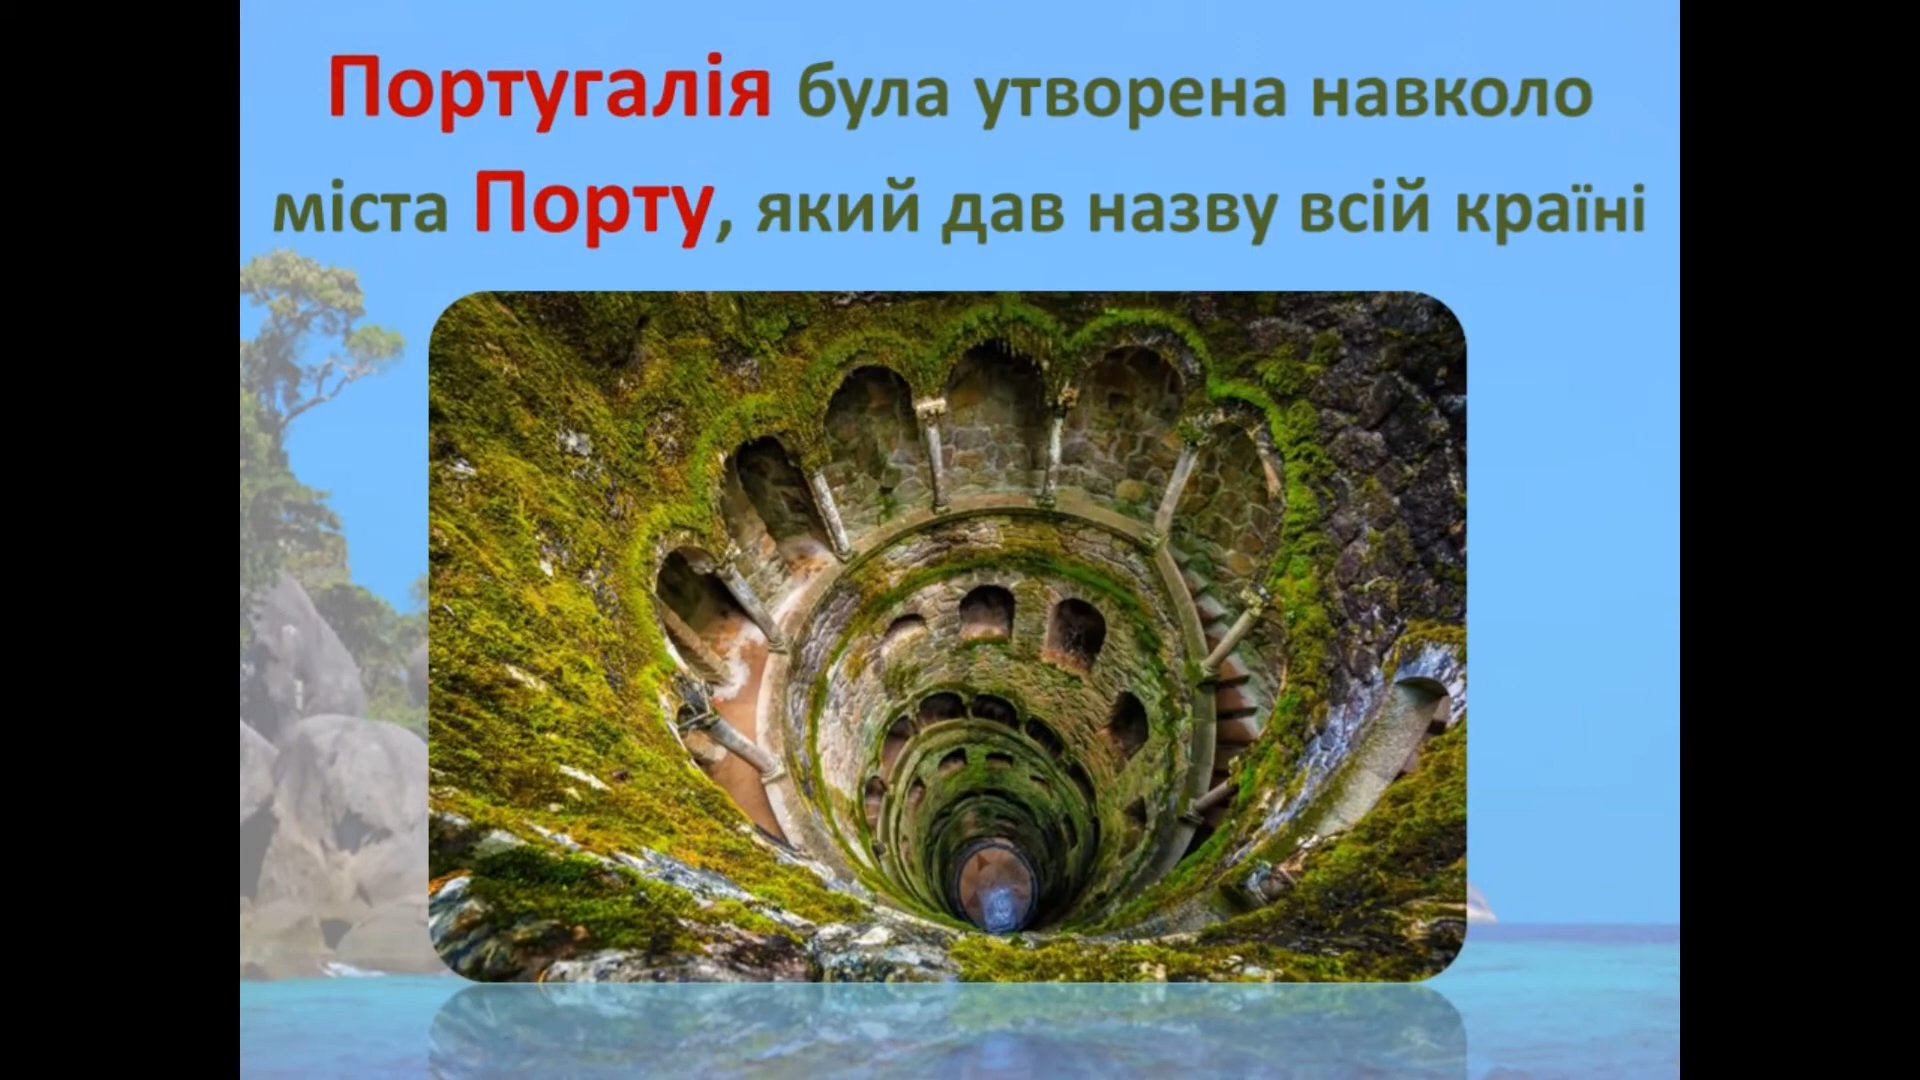 Португалія була утворена навколо
міста Порту, який дав назву всій країні